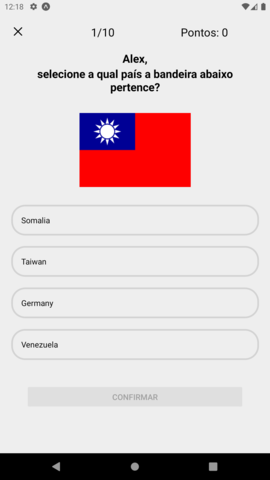 12:18
1/10
Pontos: 0
Alex,
selecione a qual país a bandeira abaixo
pertence?
Somalia
Taiwan
Germany
Venezuela
CONFIRMAR